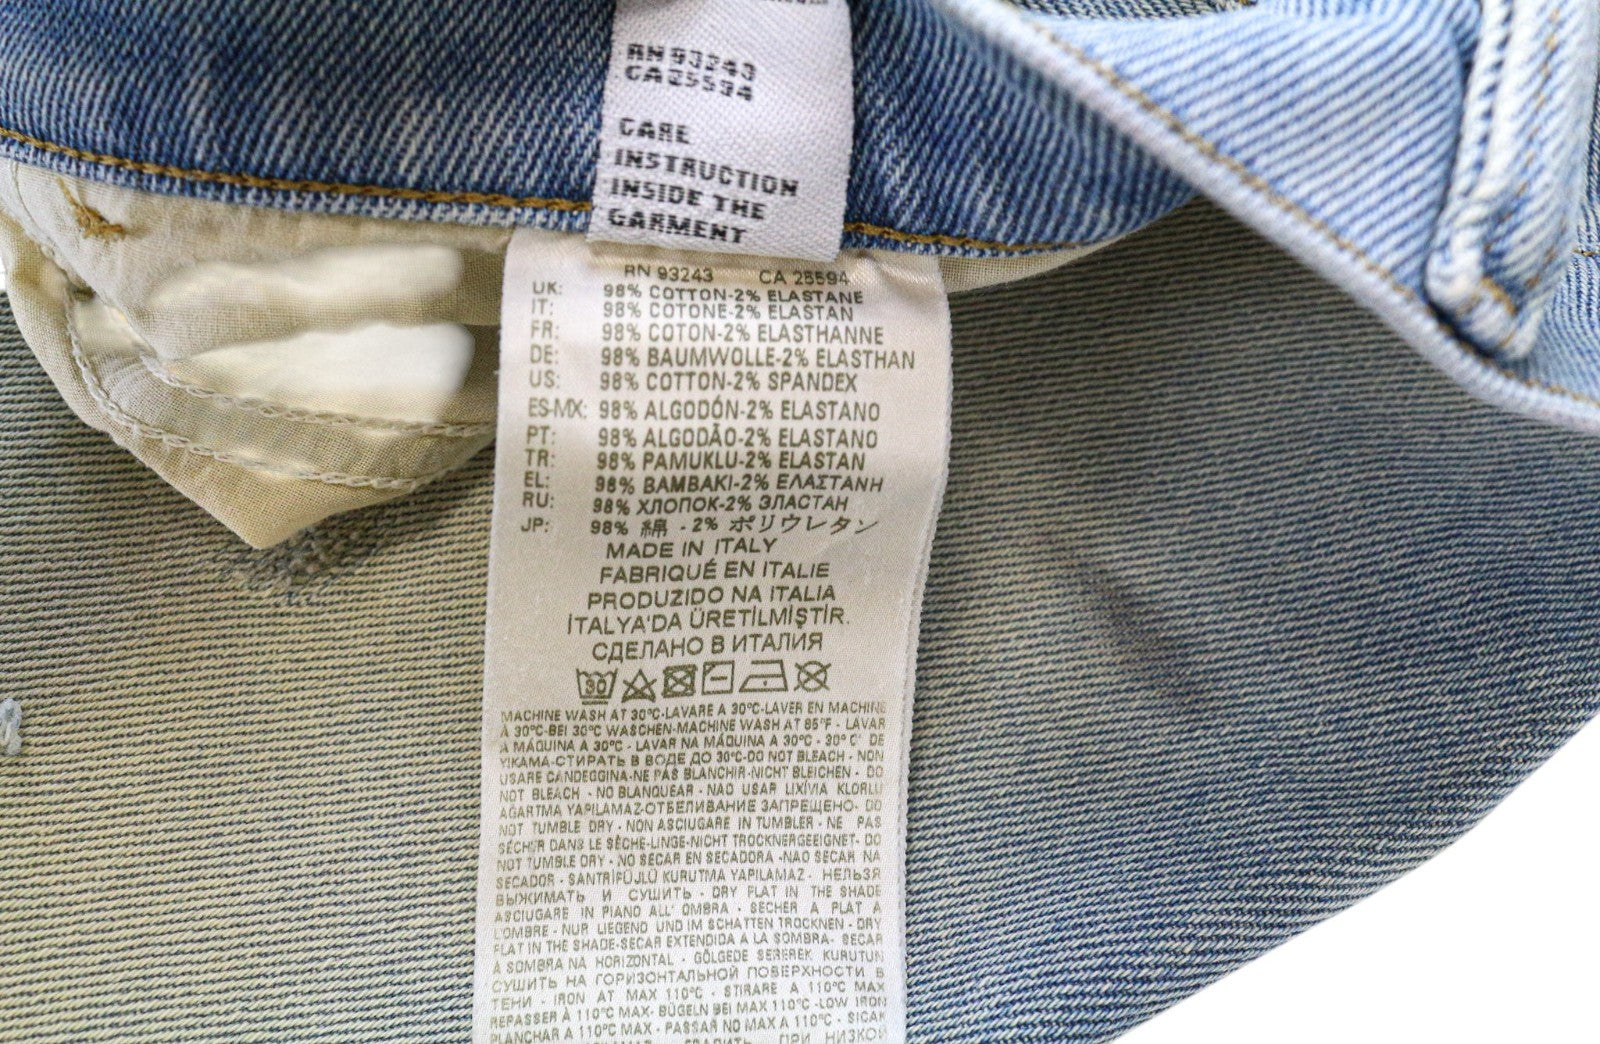 RN 93243
CA 25594
CARE
INSTRUCTION
INSIDE THE
GARMENT
RN 93243 CA 25594
UK: 98% COTTON-2% ELASTANE
IT: 98% COTONE-2% ELASTAN
FR: 98% COTON-2% ELASTHANNE
DE: 98% BAUMWOLLE-2% ELASTHAN
US: 98% COTTON-2% SPANDEX
ES-MX: 98% ALGODÓN-2% ELASTANO
PT: 98% ALGODÃO-2% ELASTANO
TR: 98% PAMUKLU-2% ELASTAN
EL: 98% ΒΑΜΒΑΚΙ-2% ΕΛΑΣΤΑΝΗ
RU: 98% ХЛОПОК-2% ЭЛАСТАН
JP: 98% 綿 - 2% ポリウレタン
MADE IN ITALY
FABRIQUÉ EN ITALIE
PRODUZIDO NA ITALIA
İTALYA'DA ÜRETİLMİŞTİR.
СДЕЛАНО В ИТАЛИЯ
30
MACHINE WASH AT 30°C-LAVARE A 30°C-LAVER EN MACHINE
À 30°C-BEI 30°C WASCHEN-MACHINE WASH AT 85°F - LAVAR
A MÁQUINA A 30°C - LAVAR NA MÁQUINA A 30°C - 30° C' DE
YIKAMA-СТИРАТЬ В ВОДЕ ДО 30°C-DO NOT BLEACH - NON
USARE CANDEGGINA-NE PAS BLANCHIR-NICHT BLEICHEN - DO
NOT BLEACH - NO BLANQUEAR - NAO USAR LIXÍVIA KLORLU
AĞARTMA YAPILAMAZ-ОТБЕЛИВАНИЕ ЗАПРЕЩЕНО- DO
NOT TUMBLE DRY - NON ASCIUGARE IN TUMBLER - NE PAS
SÉCHER DANS LE SÈCHE-LINGE-NICHT TROCKNERGEEIGNET- DO
NOT TUMBLE DRY - NO SECAR EN SECADORA -NAO SECAR NA
SECADOR - SANTRİFÜJLÜ KURUTMA YAPILAMAZ - НЕЛЬЗЯ
ВЫЖИМАТЬ И СУШИТЬ - DRY FLAT IN THE SHADE
ASCIUGARE IN PIANO ALL' OMBRA - SECHER A PLAT A
L'OMBRE - NUR LIEGEND UND IM SCHATTEN TROCKNEN - DRY
FLAT IN THE SHADE-SECAR EXTENDIDA A LA SOMBRA- SECAR
À SOMBRA NA HORIZONTAL - GÖLGEDE SEREREK KURUTUN
СУШИТЬ НА ГОРИЗОНТАЛЬНОЙ ПОВЕРХНОСТИ В
ТЕНИ - IRON AT MAX 110°C - STIRARE A 110°C MAX
REPASSER À 110°C MAX- BÜGELN BEI MAX 110°C -LOW IRON
PLANCHAR A 110°C MAX - PASSAR NO MAX A 110°C - SICAK
ПРИ НИЗКОЙ